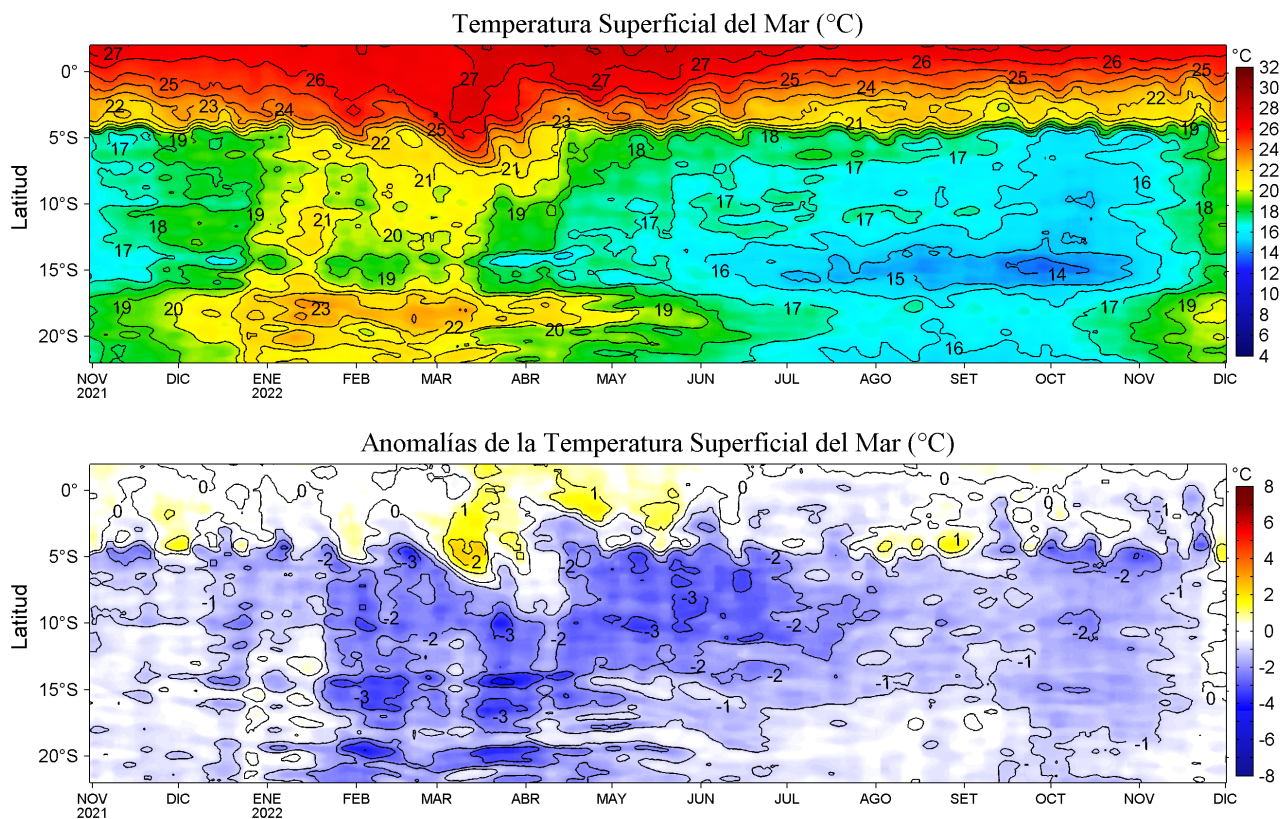 Temperatura Superficial del Mar (°C)
°C
27 27 26 27 27 27 26 26 25
0° 25 26 25 24 25
22 23 24 25 22
5°S 17 19 22 23 18 21 19
21 21 18 17 17
10°S 19 21 19 17 17 17 16 18
18 20
17
15°S 19 16 15 14
19 20 23 22 20 19 17 17 19
20°S 16
Latitud
32
30
28
26
24
22
20
18
16
14
12
10
8
6
4
NOV DIC ENE FEB MAR ABR MAY JUN JUL AGO SET OCT NOV DIC
2021 2022
Anomalías de la Temperatura Superficial del Mar (°C)
°C
0°
5°S
10°S
15°S
20°S
Latitud
0 0 0 1 1 0 0 0 -1
-2 -3 2 -2 -2 1 -2
-1 -2 -3 -2 -2 -3 -3 -2 -2 -2 -1
-3 -3 -2 -1 -2 -1 -1 0
-1
8
6
4
2
0
-2
-4
-6
-8
NOV DIC ENE FEB MAR ABR MAY JUN JUL AGO SET OCT NOV DIC
2021 2022